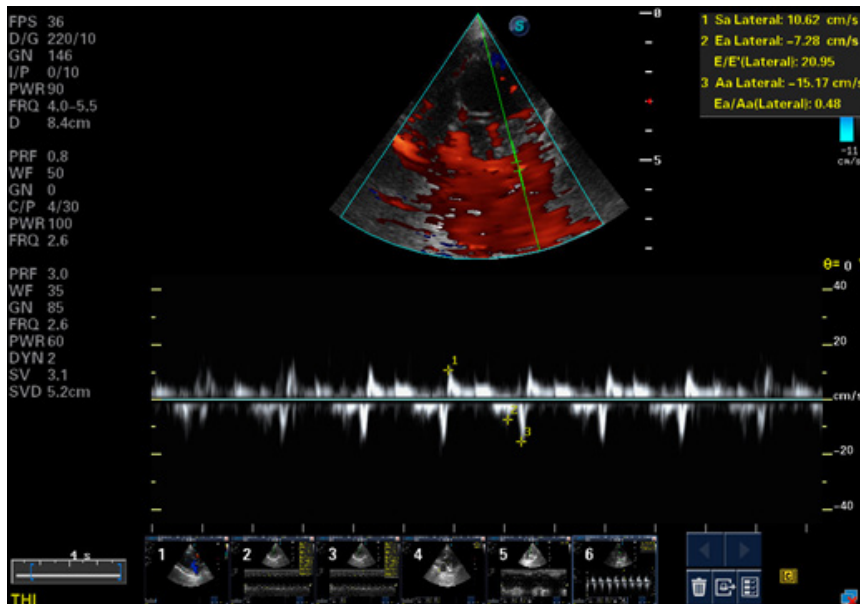 FPS 36
D/G 220/10
GN 146
I/P 0/10
PWR 90
FRQ 4.0-5.5
D 8.4cm
PRF 0.8
WF 50
GN 0
C/P 4/30
PWR 100
FRQ 2.6
PRF 3.0
WF 35
GN 85
FRQ 2.6
PWR 60
DYN 2
SV 3.1
SVD 5.2cm
S
0
5
1 Sa Lateral: 10.62 cm/s
2 Ea Lateral: -7.28 cm/s
E/E'(Lateral): 20.95
3 Aa Lateral: -15.17 cm/s
Ea/Aa(Lateral): 0.48
-11
cm/s
θ= 0
40
20
cm/s
-20
-40
1
2
3
4 s
1
2
3
4
5
6
THI